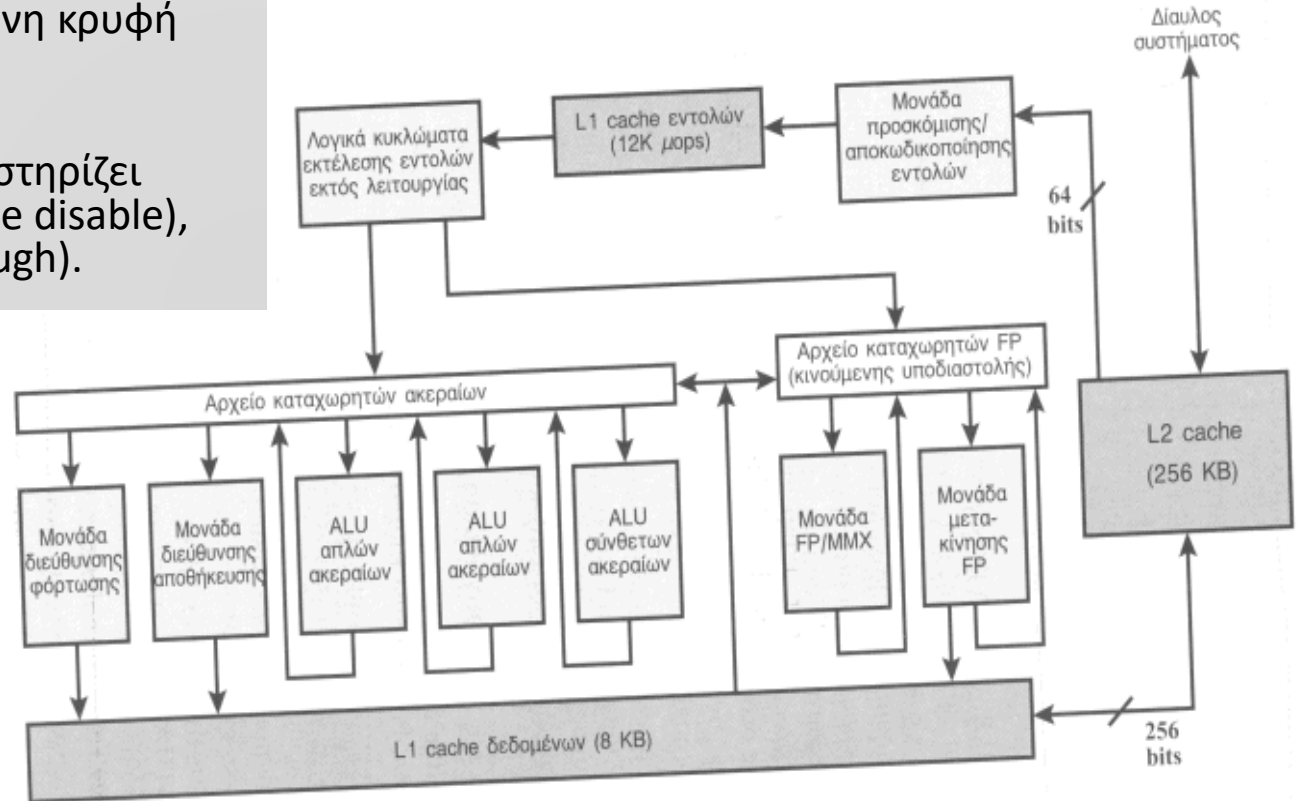 νη κρυφή
στηρίζει
e disable),
ugh).
Δίαυλος
συστήματος
Λογικά κυκλώματα
εκτέλεσης εντολών
εκτός λειτουργίας
L1 cache εντολών
(12K μops)
Μονάδα
προσκόμισης/
αποκωδικοποίησης
εντολών
64
bits
Αρχείο καταχωρητών ακεραίων
Αρχείο καταχωρητών FP
(κινούμενης υποδιαστολής)
L2 cache
(256 KB)
Μονάδα
διεύθυνσης
φόρτωσης
Μονάδα
διεύθυνσης
αποθήκευσης
ALU
απλών
ακεραίων
ALU
απλών
ακεραίων
ALU
σύνθετων
ακεραίων
Μονάδα
FP/MMX
Μονάδα
μετα-
κίνησης
FP
L1 cache δεδομένων (8 KB)
256
bits